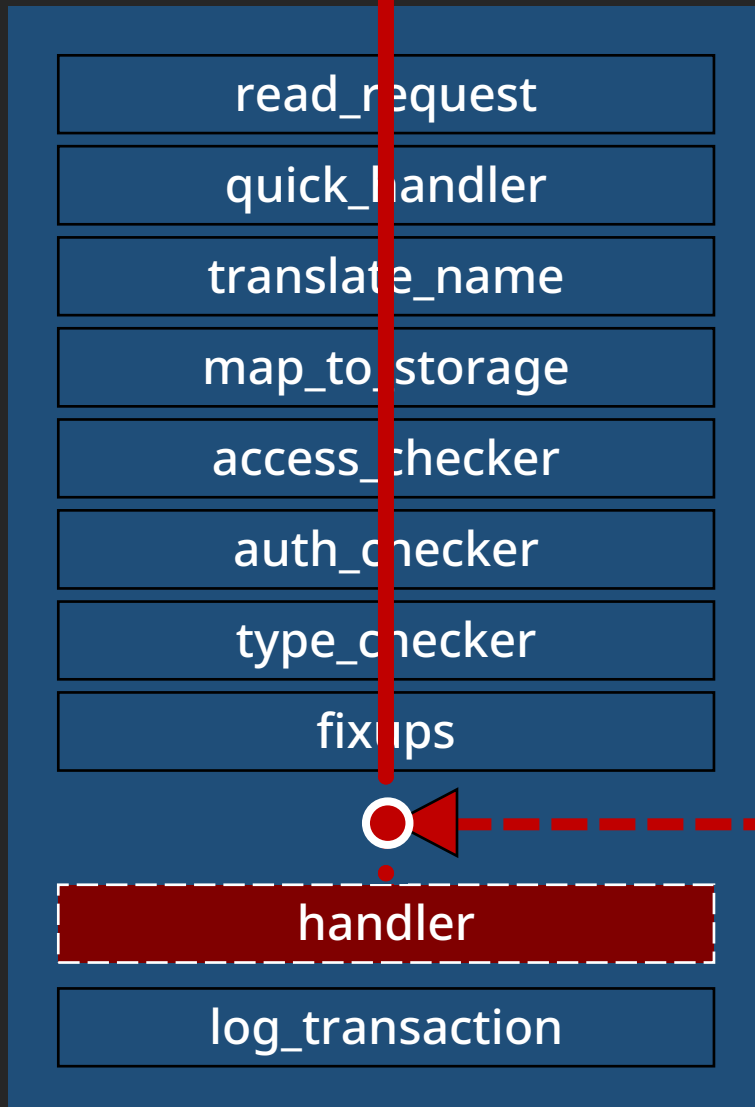 read_request
quick_handler
translate_name
map_to_storage
access_checker
auth_checker
type_checker
fixups
handler
log_transaction